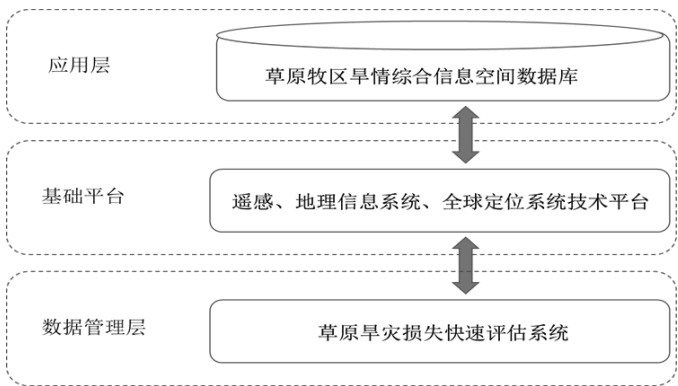 应用层
草原牧区旱情综合信息空间数据库
基础平台
遥感、地理信息系统、全球定位系统技术平台
数据管理层
草原旱灾损失快速评估系统